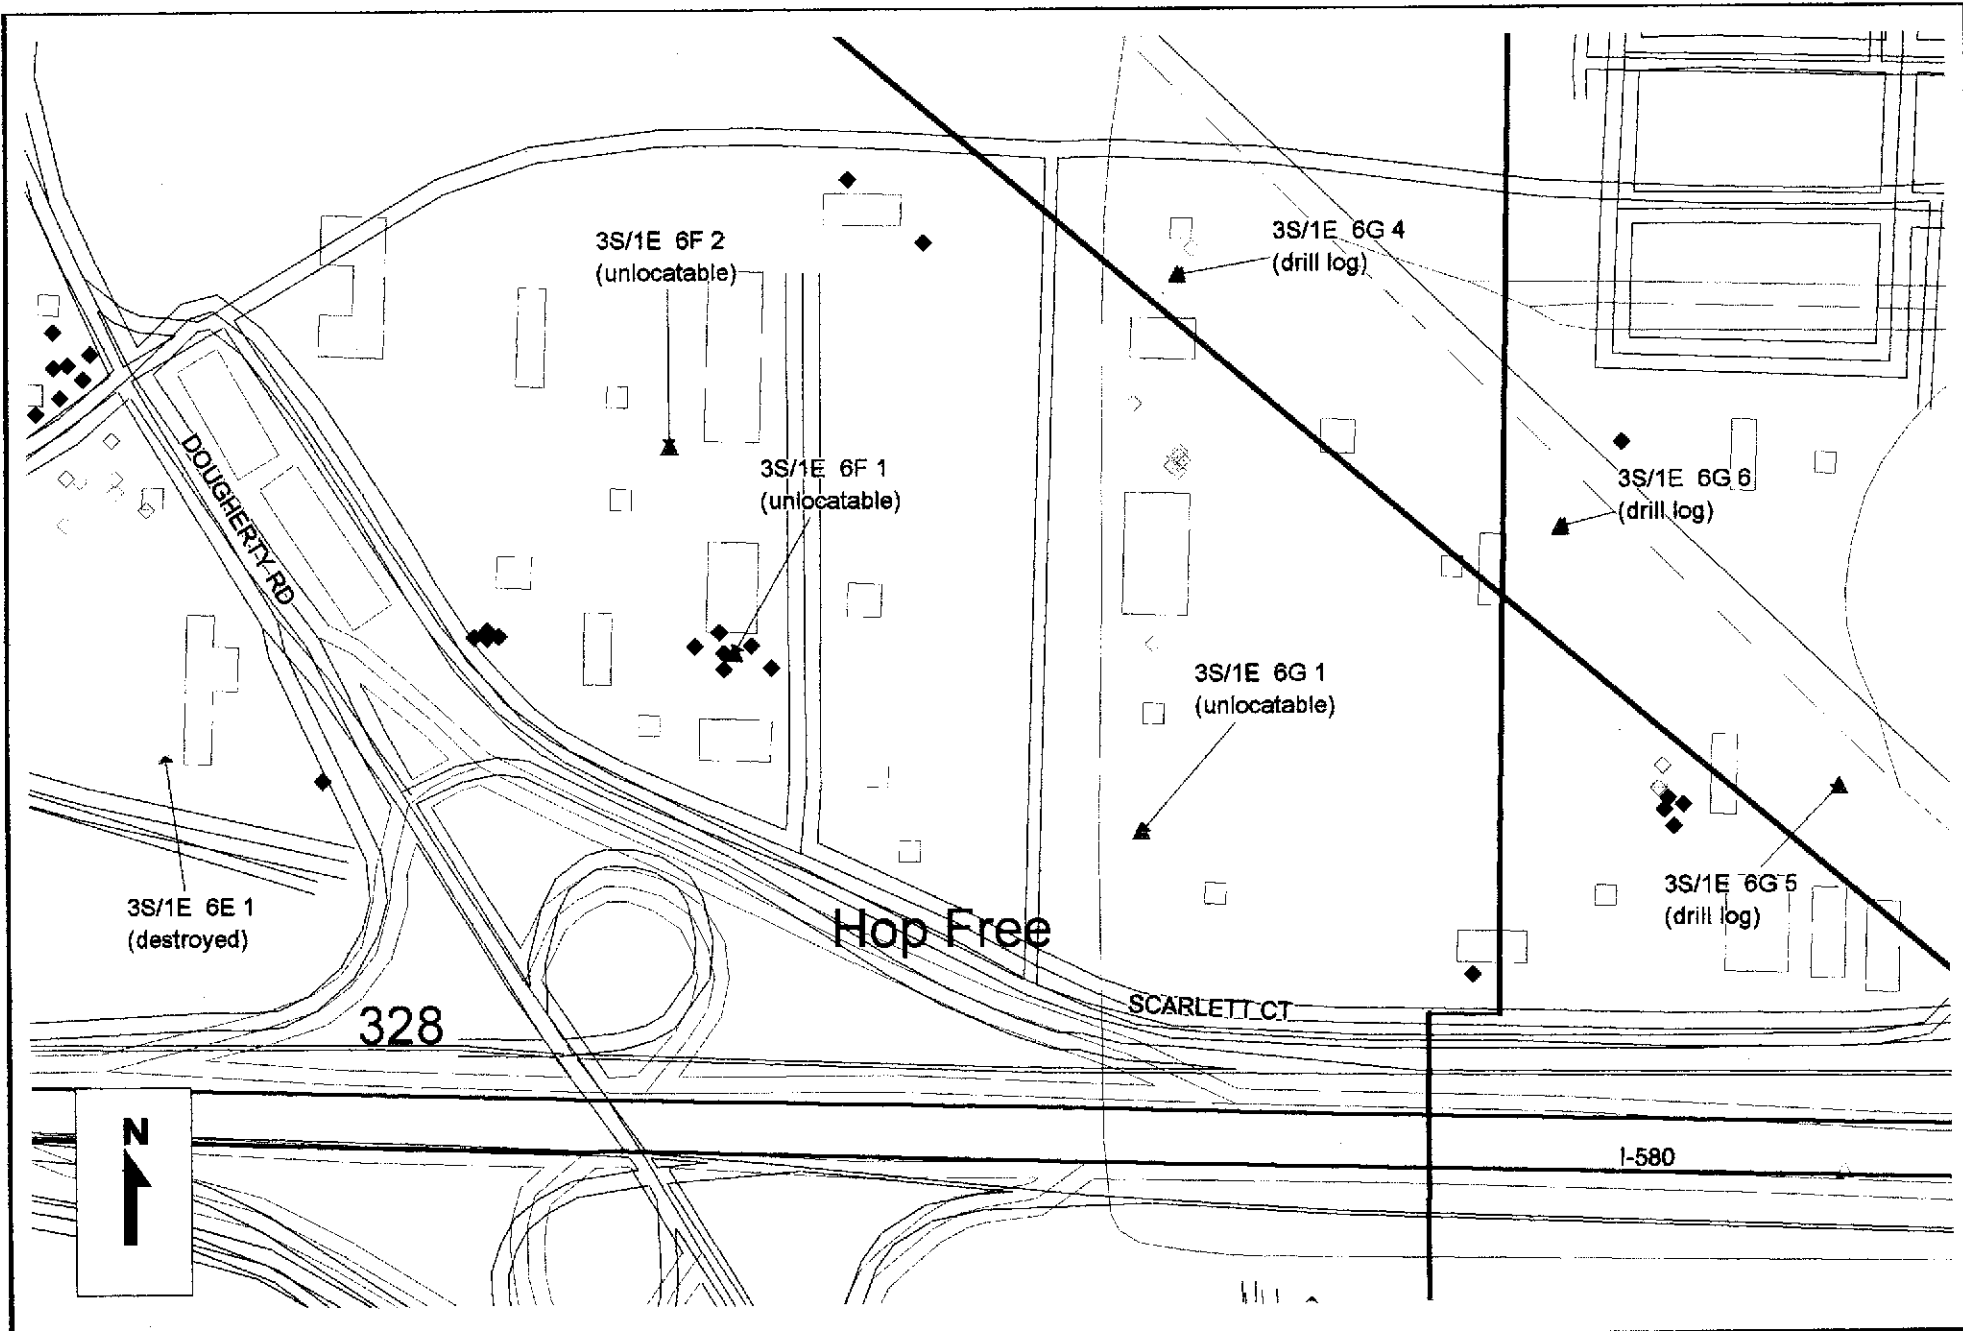 3S/1E 6F 2
(unlocatable)
3S/1E 6G 4
(drill log)
3S/1E 6F 1
(unlocatable)
DOUGHERTY RD
3S/1E 6G 6
(drill log)
3S/1E 6G 1
(unlocatable)
3S/1E 6G 5
(drill log)
3S/1E 6E 1
(destroyed)
Hop Free
SCARLETT CT
328
N
I-580